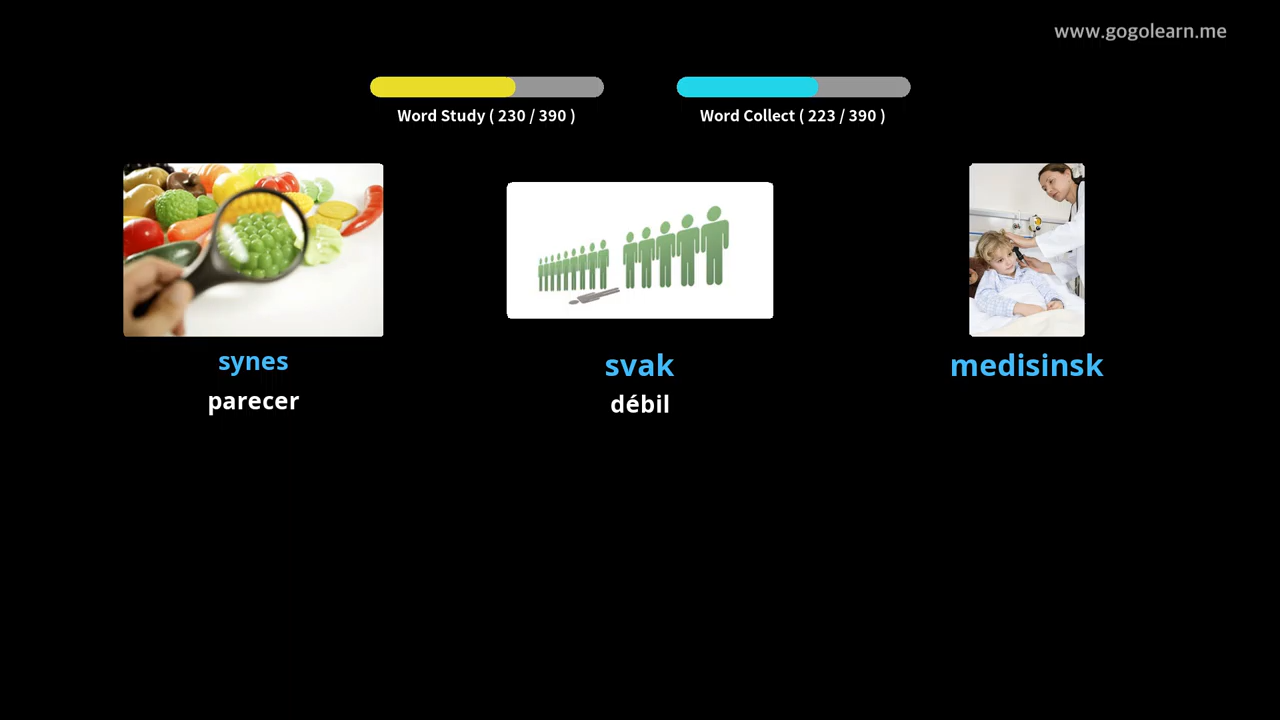 www.gogolearn.me
Word Study ( 230 / 390 )
Word Collect ( 223 / 390 )
synes
svak
medisinsk
parecer
débil